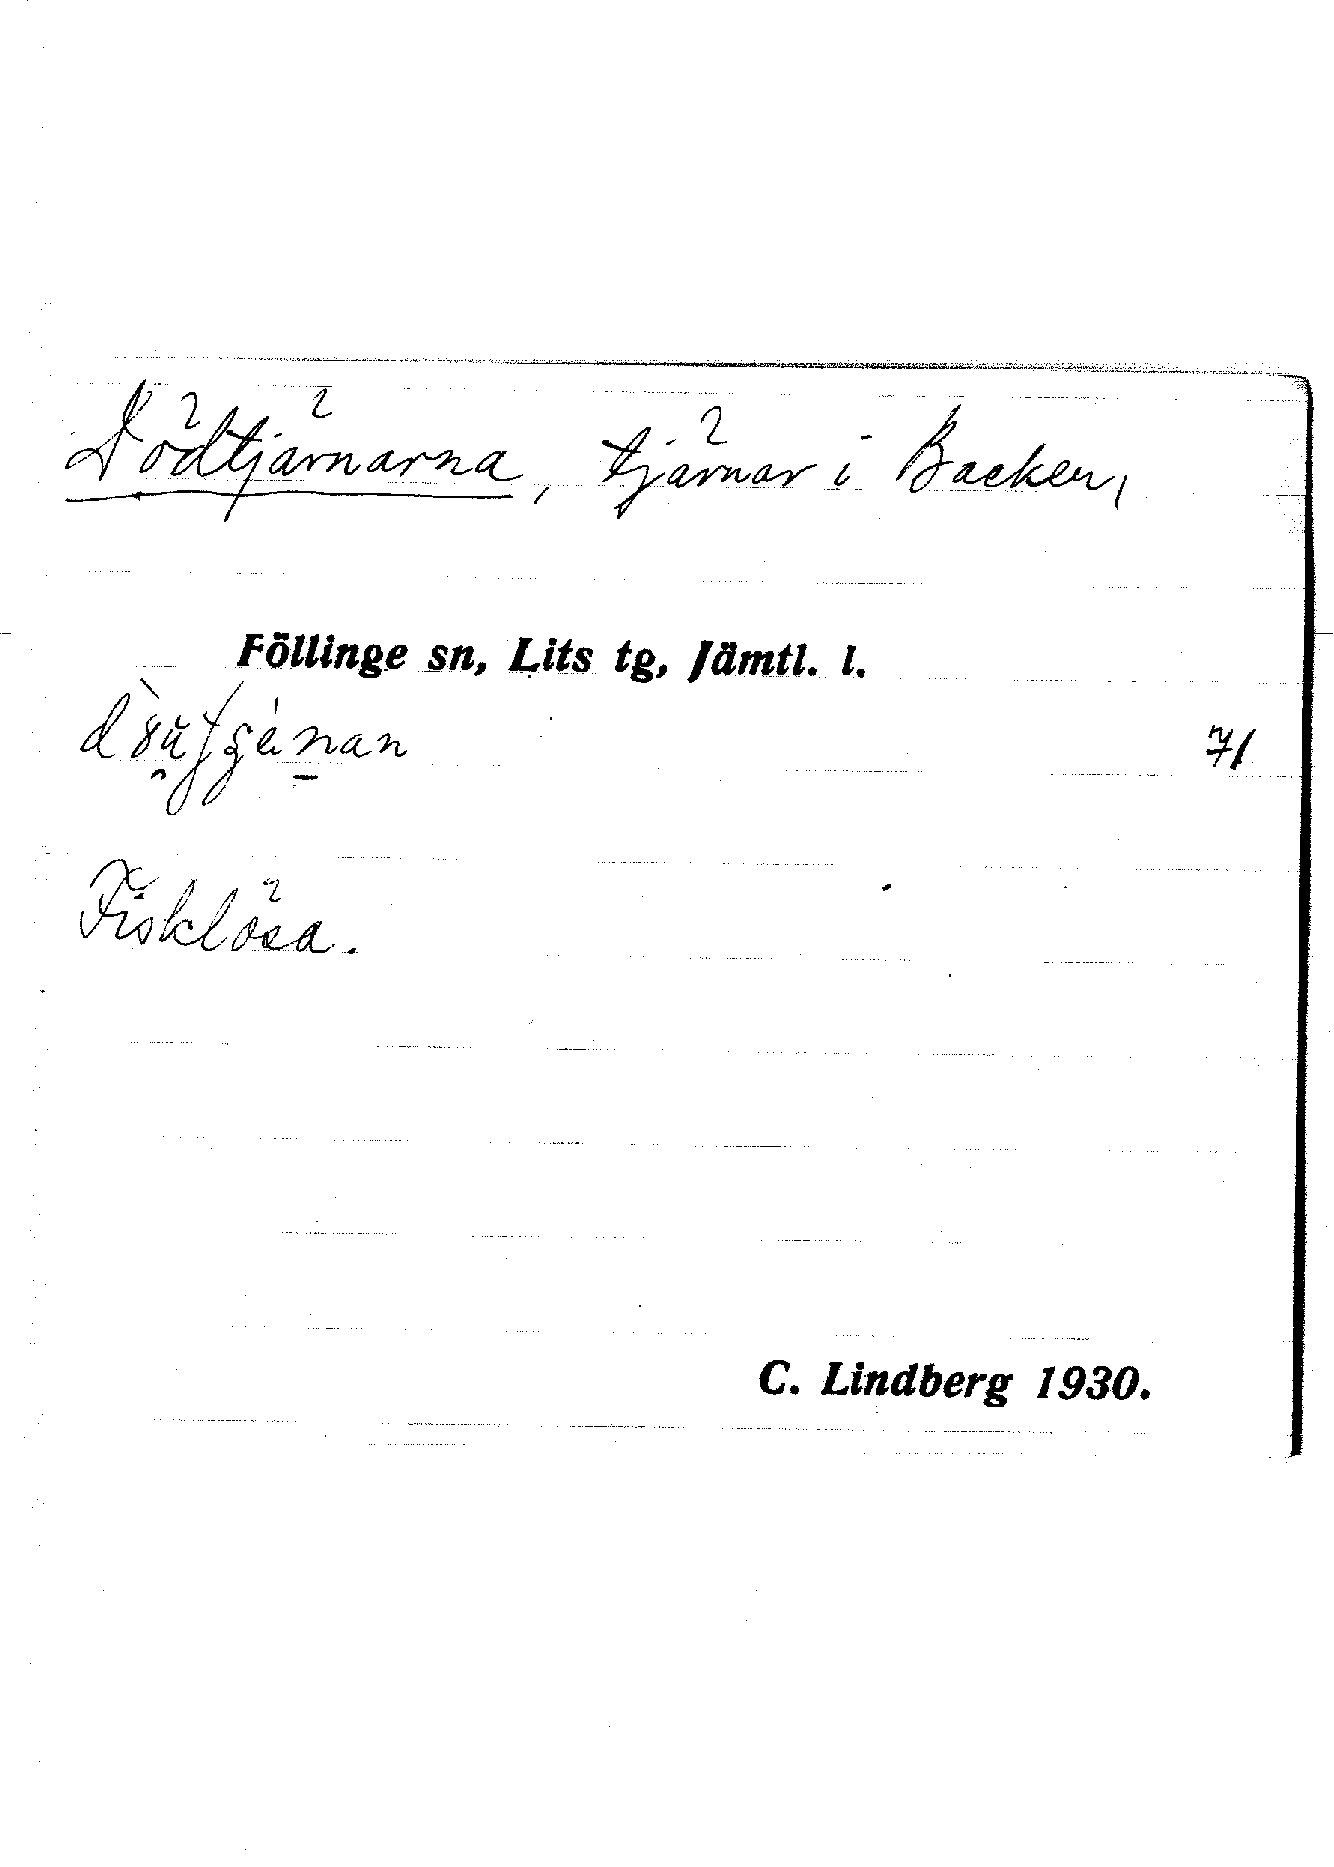 Dödtjärnarna, tjärnar i Backen,
Föllinge sn, Lits tg, Jämtl. l.
71
Fisklösa.
C. Lindberg 1930.